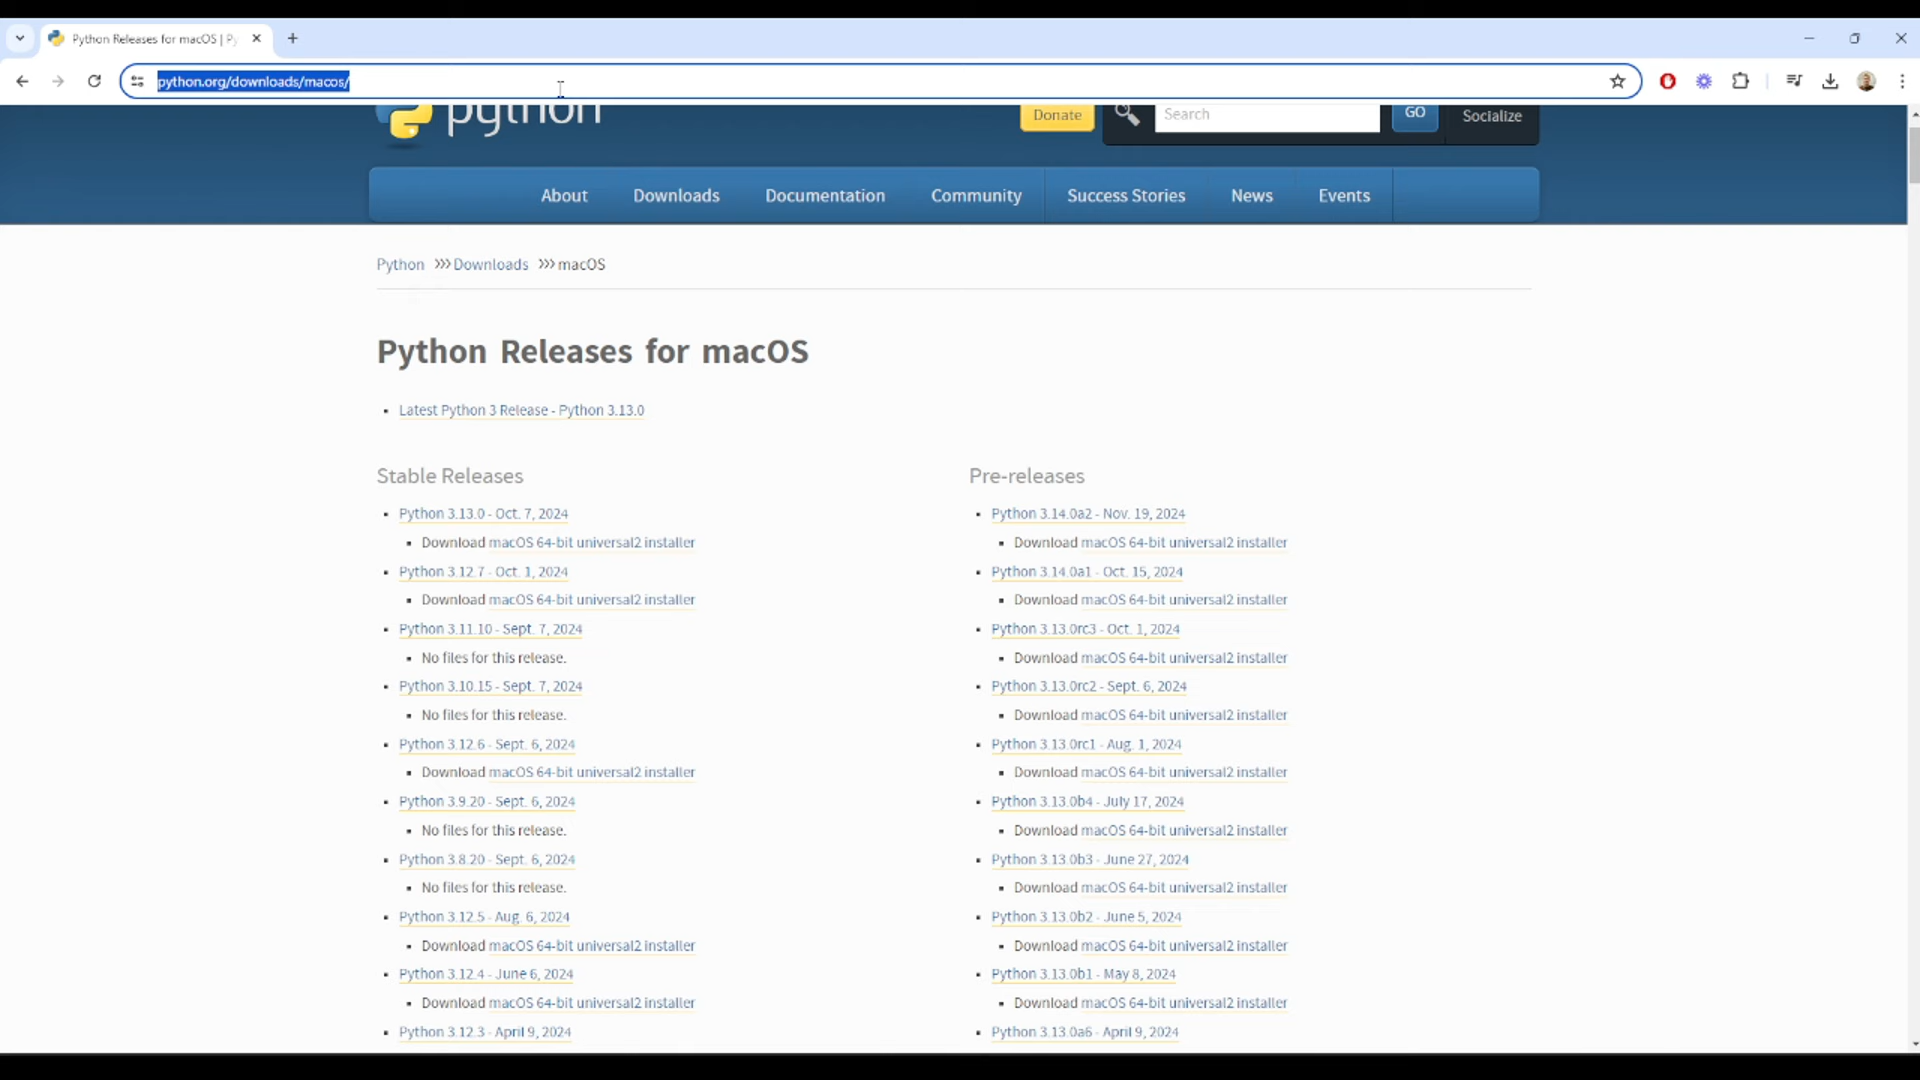 Python Releases for macOS | Py
python.org/downloads/macos/
python
Donate
Search
GO
Socialize
About
Downloads
Documentation
Community
Success Stories
News
Events
Python >>> Downloads >>> macOS
Python Releases for macOS
Latest Python 3 Release - Python 3.13.0
Stable Releases
Python 3.13.0 - Oct. 7, 2024
Download macOS 64-bit universal2 installer
Python 3.12.7 - Oct. 1, 2024
Download macOS 64-bit universal2 installer
Python 3.11.10 - Sept. 7, 2024
No files for this release.
Python 3.10.15 - Sept. 7, 2024
No files for this release.
Python 3.12.6 - Sept. 6, 2024
Download macOS 64-bit universal2 installer
Python 3.9.20 - Sept. 6, 2024
No files for this release.
Python 3.8.20 - Sept. 6, 2024
No files for this release.
Python 3.12.5 - Aug. 6, 2024
Download macOS 64-bit universal2 installer
Python 3.12.4 - June 6, 2024
Download macOS 64-bit universal2 installer
Python 3.12.3 - April 9, 2024
Pre-releases
Python 3.14.0a2 - Nov. 19, 2024
Download macOS 64-bit universal2 installer
Python 3.14.0a1 - Oct. 15, 2024
Download macOS 64-bit universal2 installer
Python 3.13.0rc3 - Oct. 1, 2024
Download macOS 64-bit universal2 installer
Python 3.13.0rc2 - Sept. 6, 2024
Download macOS 64-bit universal2 installer
Python 3.13.0rc1 - Aug. 1, 2024
Download macOS 64-bit universal2 installer
Python 3.13.0b4 - July 17, 2024
Download macOS 64-bit universal2 installer
Python 3.13.0b3 - June 27, 2024
Download macOS 64-bit universal2 installer
Python 3.13.0b2 - June 5, 2024
Download macOS 64-bit universal2 installer
Python 3.13.0b1 - May 8, 2024
Download macOS 64-bit universal2 installer
Python 3.13.0a6 - April 9, 2024